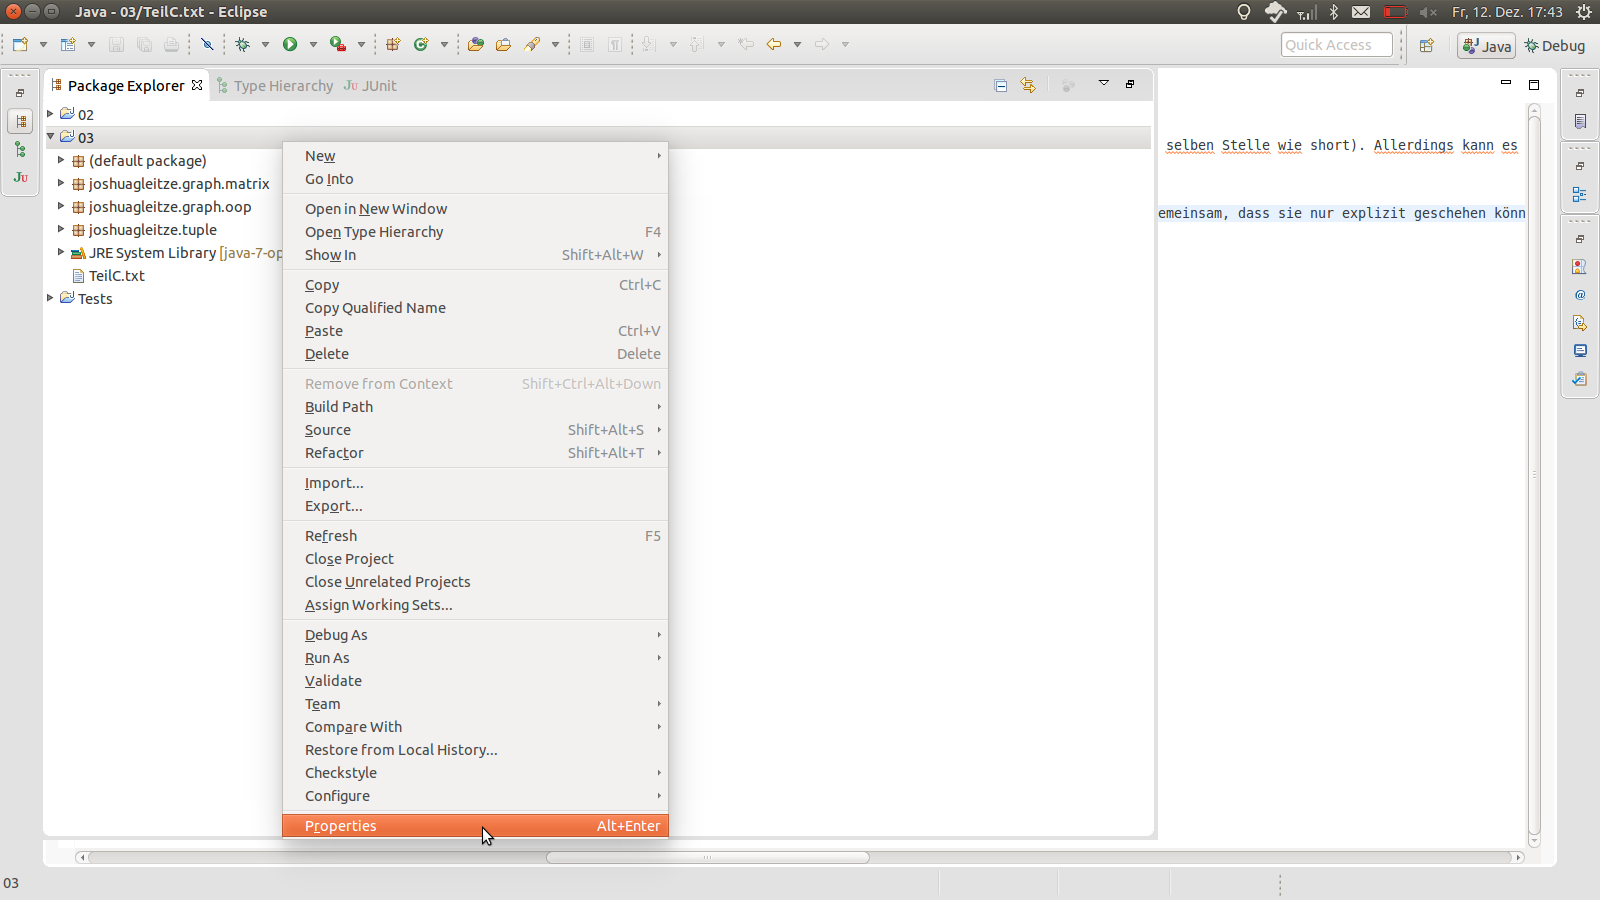 Java - 03/TeilC.txt - Eclipse
Fr, 12. Dez. 17:43
Quick Access
Java
Debug
Package Explorer
Type Hierarchy
Ju JUnit
02
03
(default package)
joshuagleitze.graph.matrix
joshuagleitze.graph.oop
joshuagleitze.tuple
JRE System Library [java-7-op
TeilC.txt
Tests
Ju
New
Go Into
Open in New Window
Open Type Hierarchy F4
Show In Shift+Alt+W
Copy Ctrl+C
Copy Qualified Name
Paste Ctrl+V
Delete Delete
Remove from Context Shift+Ctrl+Alt+Down
Build Path
Source Shift+Alt+S
Refactor Shift+Alt+T
Import...
Export...
Refresh F5
Close Project
Close Unrelated Projects
Assign Working Sets...
Debug As
Run As
Validate
Team
Compare With
Restore from Local History...
Checkstyle
Configure
Properties Alt+Enter
selben Stelle wie short). Allerdings kann es
emeinsam, dass sie nur explizit geschehen könn
03